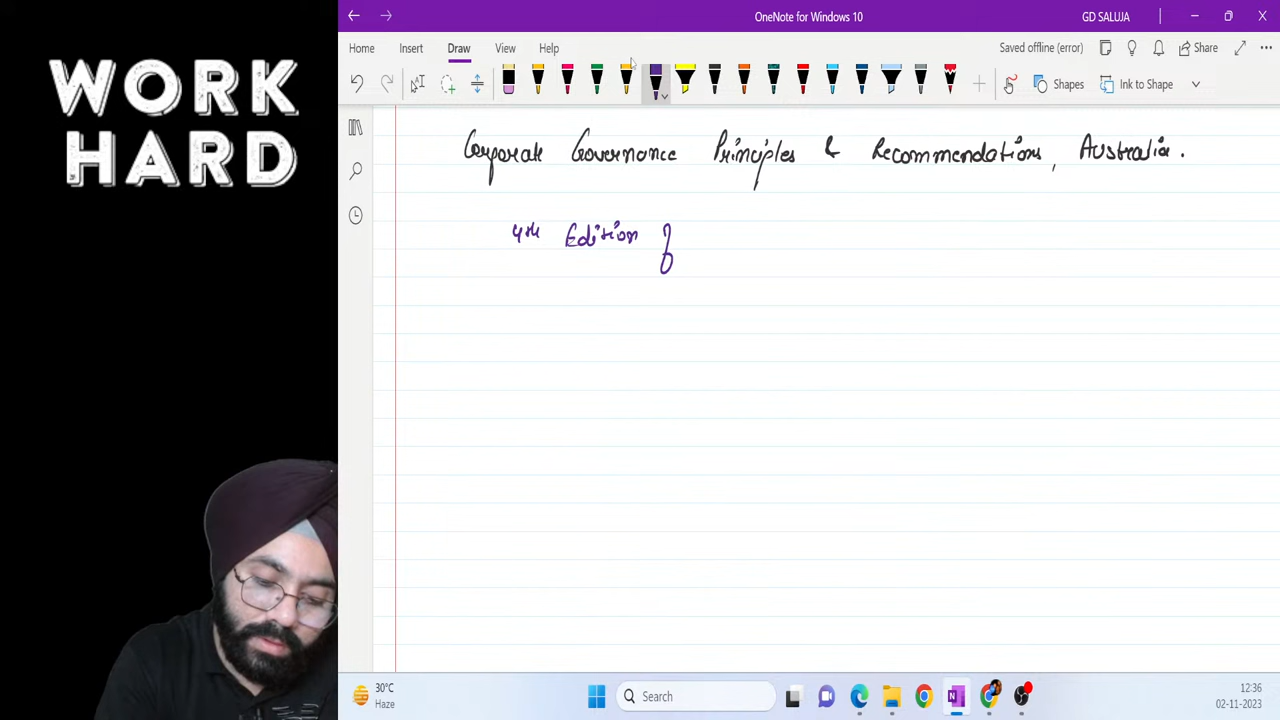 OneNote for Windows 10
GD SALUJA
Home
Insert
Draw
View
Help
Saved offline (error)
Share
Shapes
Ink to Shape
WORK
HARD
Corporate Governance Principles & Recommendations, Australia.
4th Edition of
30°C
Haze
Search
12:36
02-11-2023